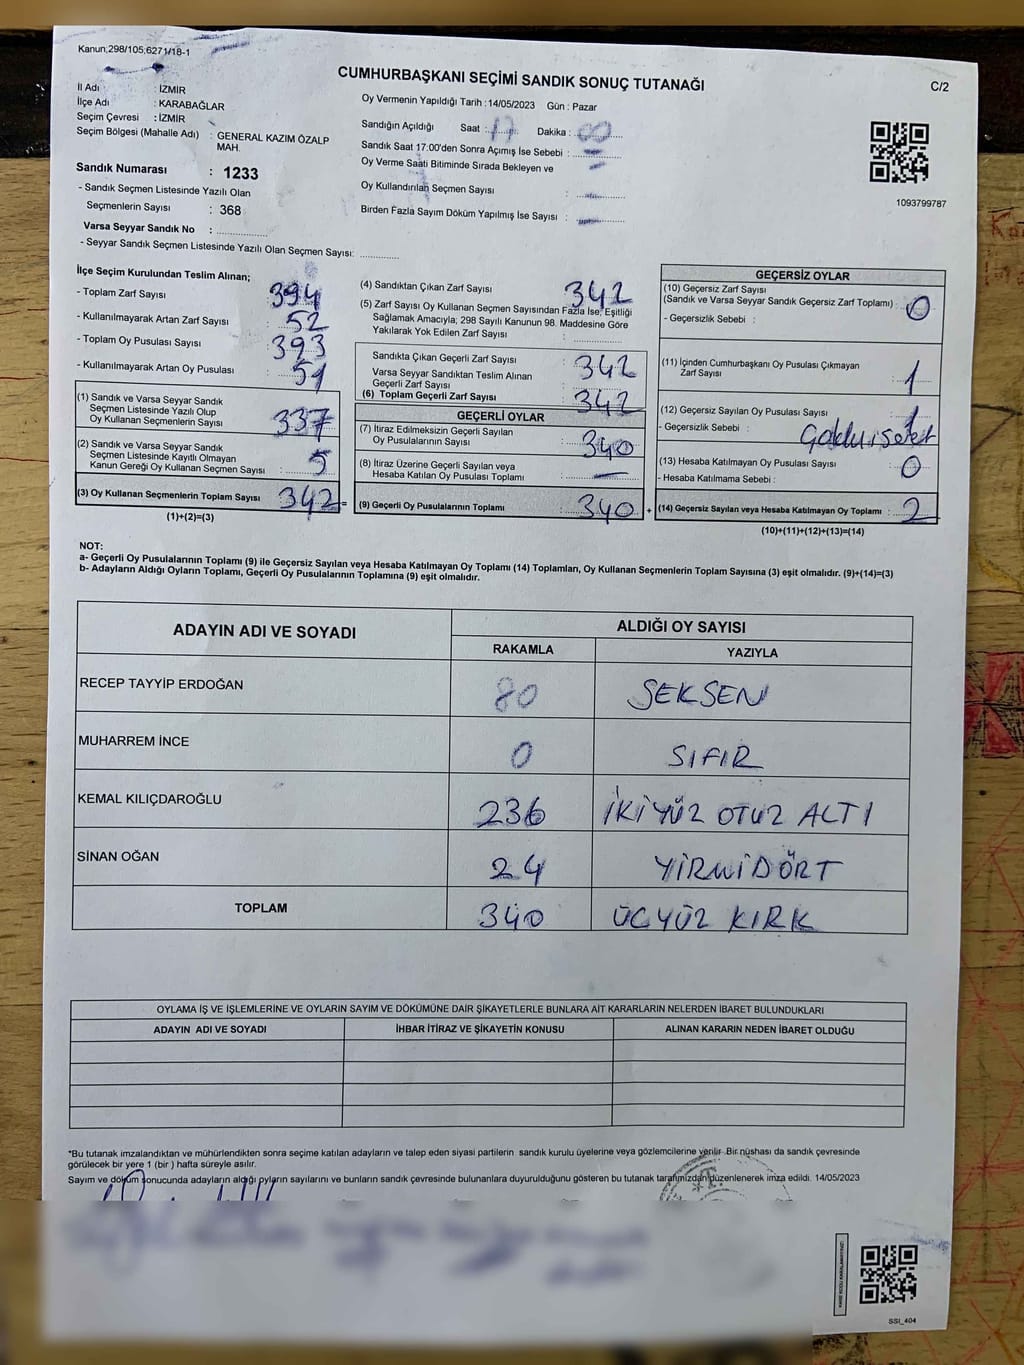 Kanun;298/105;6271/18-1
CUMHURBAŞKANI SEÇİMİ SANDIK SONUÇ TUTANAĞI
C/2
İl Adı : İZMİR
İlçe Adı : KARABAĞLAR
Seçim Çevresi : İZMİR
Seçim Bölgesi (Mahalle Adı) : GENERAL KAZIM ÖZALP MAH.
Sandık Numarası : 1233
- Sandık Seçmen Listesinde Yazılı Olan
Seçmenlerin Sayısı : 368
Varsa Seyyar Sandık No : ..............
- Seyyar Sandık Seçmen Listesinde Yazılı Olan Seçmen Sayısı: ............
Oy Vermenin Yapıldığı Tarih : 14/05/2023 Gün : Pazar
Sandığın Açıldığı Saat : 17 Dakika : 00
Sandık Saat 17:00'den Sonra Açımış İse Sebebi : —
Oy Verme Saati Bitiminde Sırada Bekleyen ve
Oy Kullandırılan Seçmen Sayısı : —
Birden Fazla Sayım Döküm Yapılmış İse Sayısı : —
1093799787
İlçe Seçim Kurulundan Teslim Alınan;
- Toplam Zarf Sayısı : 394
- Kullanılmayarak Artan Zarf Sayısı : 52
- Toplam Oy Pusulası Sayısı : 393
- Kullanılmayarak Artan Oy Pusulası : 51
(1) Sandık ve Varsa Seyyar Sandık
Seçmen Listesinde Yazılı Olup
Oy Kullanan Seçmenlerin Sayısı : 337
(2) Sandık ve Varsa Seyyar Sandık
Seçmen Listesinde Kayıtlı Olmayan
Kanun Gereği Oy Kullanan Seçmen Sayısı : 5
(3) Oy Kullanan Seçmenlerin Toplam Sayısı : 342 =
(1)+(2)=(3)
(4) Sandıktan Çıkan Zarf Sayısı : 342
(5) Zarf Sayısı Oy Kullanan Seçmen Sayısından Fazla İse, Eşitliği
Sağlamak Amacıyla; 298 Sayılı Kanunun 98. Maddesine Göre
Yakılarak Yok Edilen Zarf Sayısı : ..............
Sandıkta Çıkan Geçerli Zarf Sayısı : 342
Varsa Seyyar Sandıktan Teslim Alınan
Geçerli Zarf Sayısı :
(6) Toplam Geçerli Zarf Sayısı : 342
GEÇERLİ OYLAR
(7) İtiraz Edilmeksizin Geçerli Sayılan
Oy Pusulalarının Sayısı : 340
(8) İtiraz Üzerine Geçerli Sayılan veya
Hesaba Katılan Oy Pusulası Toplamı : —
(9) Geçerli Oy Pusulalarının Toplamı : 340 +
GEÇERSİZ OYLAR
(10) Geçersiz Zarf Sayısı
(Sandık ve Varsa Seyyar Sandık Geçersiz Zarf Toplamı) : 0
- Geçersizlik Sebebi :
(11) İçinden Cumhurbaşkanı Oy Pusulası Çıkmayan
Zarf Sayısı : 1
(12) Geçersiz Sayılan Oy Pusulası Sayısı : 1
- Geçersizlik Sebebi :
(13) Hesaba Katılmayan Oy Pusulası Sayısı : 0
- Hesaba Katılmama Sebebi :
(14) Geçersiz Sayılan veya Hesaba Katılmayan Oy Toplamı : 2
(10)+(11)+(12)+(13)=(14)
NOT:
a- Geçerli Oy Pusulalarının Toplamı (9) ile Geçersiz Sayılan veya Hesaba Katılmayan Oy Toplamı (14) Toplamları, Oy Kullanan Seçmenlerin Toplam Sayısına (3) eşit olmalıdır. (9)+(14)=(3)
b- Adayların Aldığı Oyların Toplamı, Geçerli Oy Pusulalarının Toplamına (9) eşit olmalıdır.
ADAYIN ADI VE SOYADI ALDIĞI OY SAYISI
RAKAMLA YAZIYLA
RECEP TAYYİP ERDOĞAN 80 SEKSEN
MUHARREM İNCE 0 SIFIR
KEMAL KILIÇDAROĞLU 236 İKİYÜZ OTUZ ALTI
SİNAN OĞAN 24 YİRMİDÖRT
TOPLAM 340 ÜÇYÜZ KIRK
OYLAMA İŞ VE İŞLEMLERİNE VE OYLARIN SAYIM VE DÖKÜMÜNE DAİR ŞİKAYETLERLE BUNLARA AİT KARARLARIN NELERDEN İBARET BULUNDUKLARI
ADAYIN ADI VE SOYADI İHBAR İTİRAZ VE ŞİKAYETİN KONUSU ALINAN KARARIN NEDEN İBARET OLDUĞU
*Bu tutanak imzalandıktan ve mühürlendikten sonra seçime katılan adayların ve talep eden siyasi partilerin sandık kurulu üyelerine veya gözlemcilerine verilir. Bir nüshası da sandık çevresinde
görülecek bir yere 1 (bir ) hafta süreyle asılır.
Sayım ve döküm sonucunda adayların aldığı oyların sayılarını ve bunların sandık çevresinde bulunanlara duyurulduğunu gösteren bu tutanak tarafımızdan düzenlenerek imza edildi. 14/05/2023
SSI_404